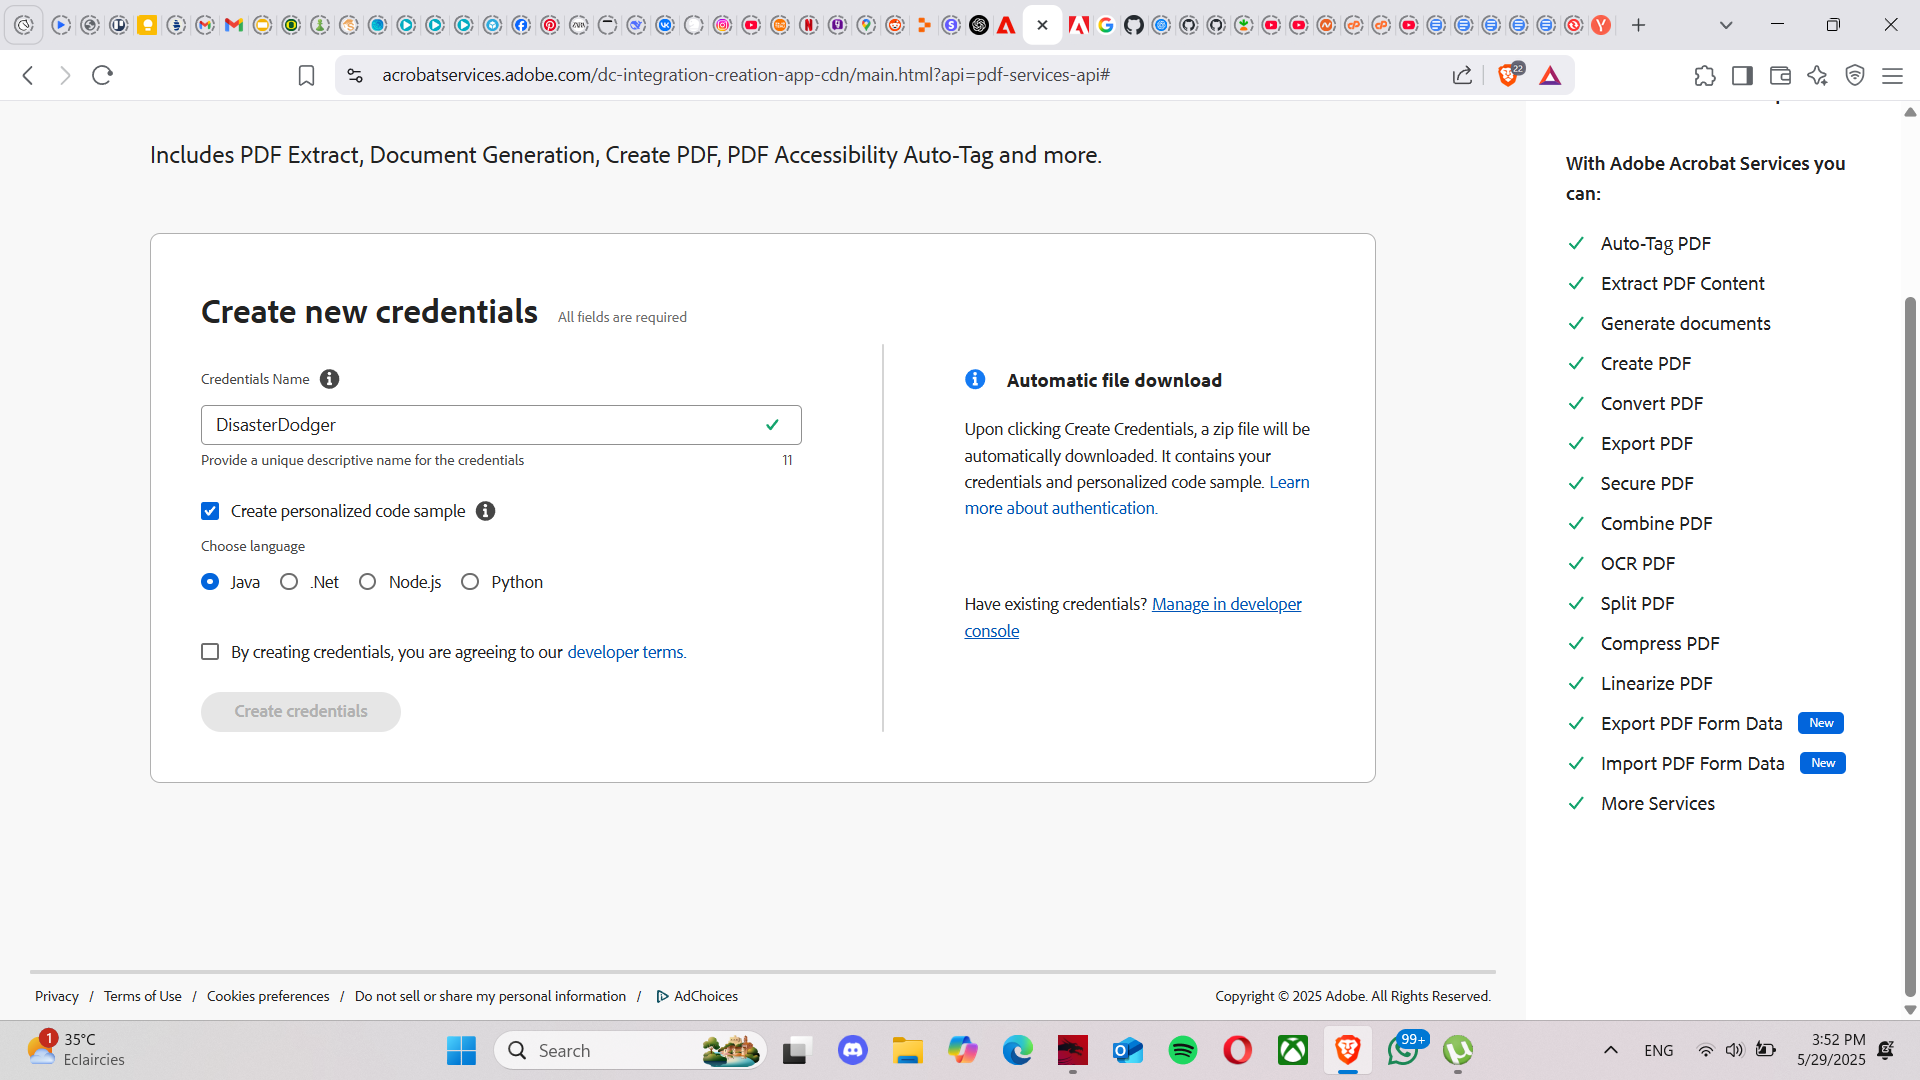 acrobatservices.adobe.com/dc-integration-creation-app-cdn/main.html?api=pdf-services-api#
22
Includes PDF Extract, Document Generation, Create PDF, PDF Accessibility Auto-Tag and more.
Create new credentials
All fields are required
Credentials Name
DisasterDodger
Provide a unique descriptive name for the credentials
11
Create personalized code sample
Choose language
Java
.Net
Node.js
Python
By creating credentials, you are agreeing to our developer terms.
Create credentials
Automatic file download
Upon clicking Create Credentials, a zip file will be
automatically downloaded. It contains your
credentials and personalized code sample. Learn
more about authentication.
Have existing credentials? Manage in developer
console
With Adobe Acrobat Services you
can:
Auto-Tag PDF
Extract PDF Content
Generate documents
Create PDF
Convert PDF
Export PDF
Secure PDF
Combine PDF
OCR PDF
Split PDF
Compress PDF
Linearize PDF
Export PDF Form Data
New
Import PDF Form Data
New
More Services
Privacy / Terms of Use / Cookies preferences / Do not sell or share my personal information / AdChoices
Copyright © 2025 Adobe. All Rights Reserved.
1
35°C
Eclaircies
Search
99+
ENG
3:52 PM
5/29/2025